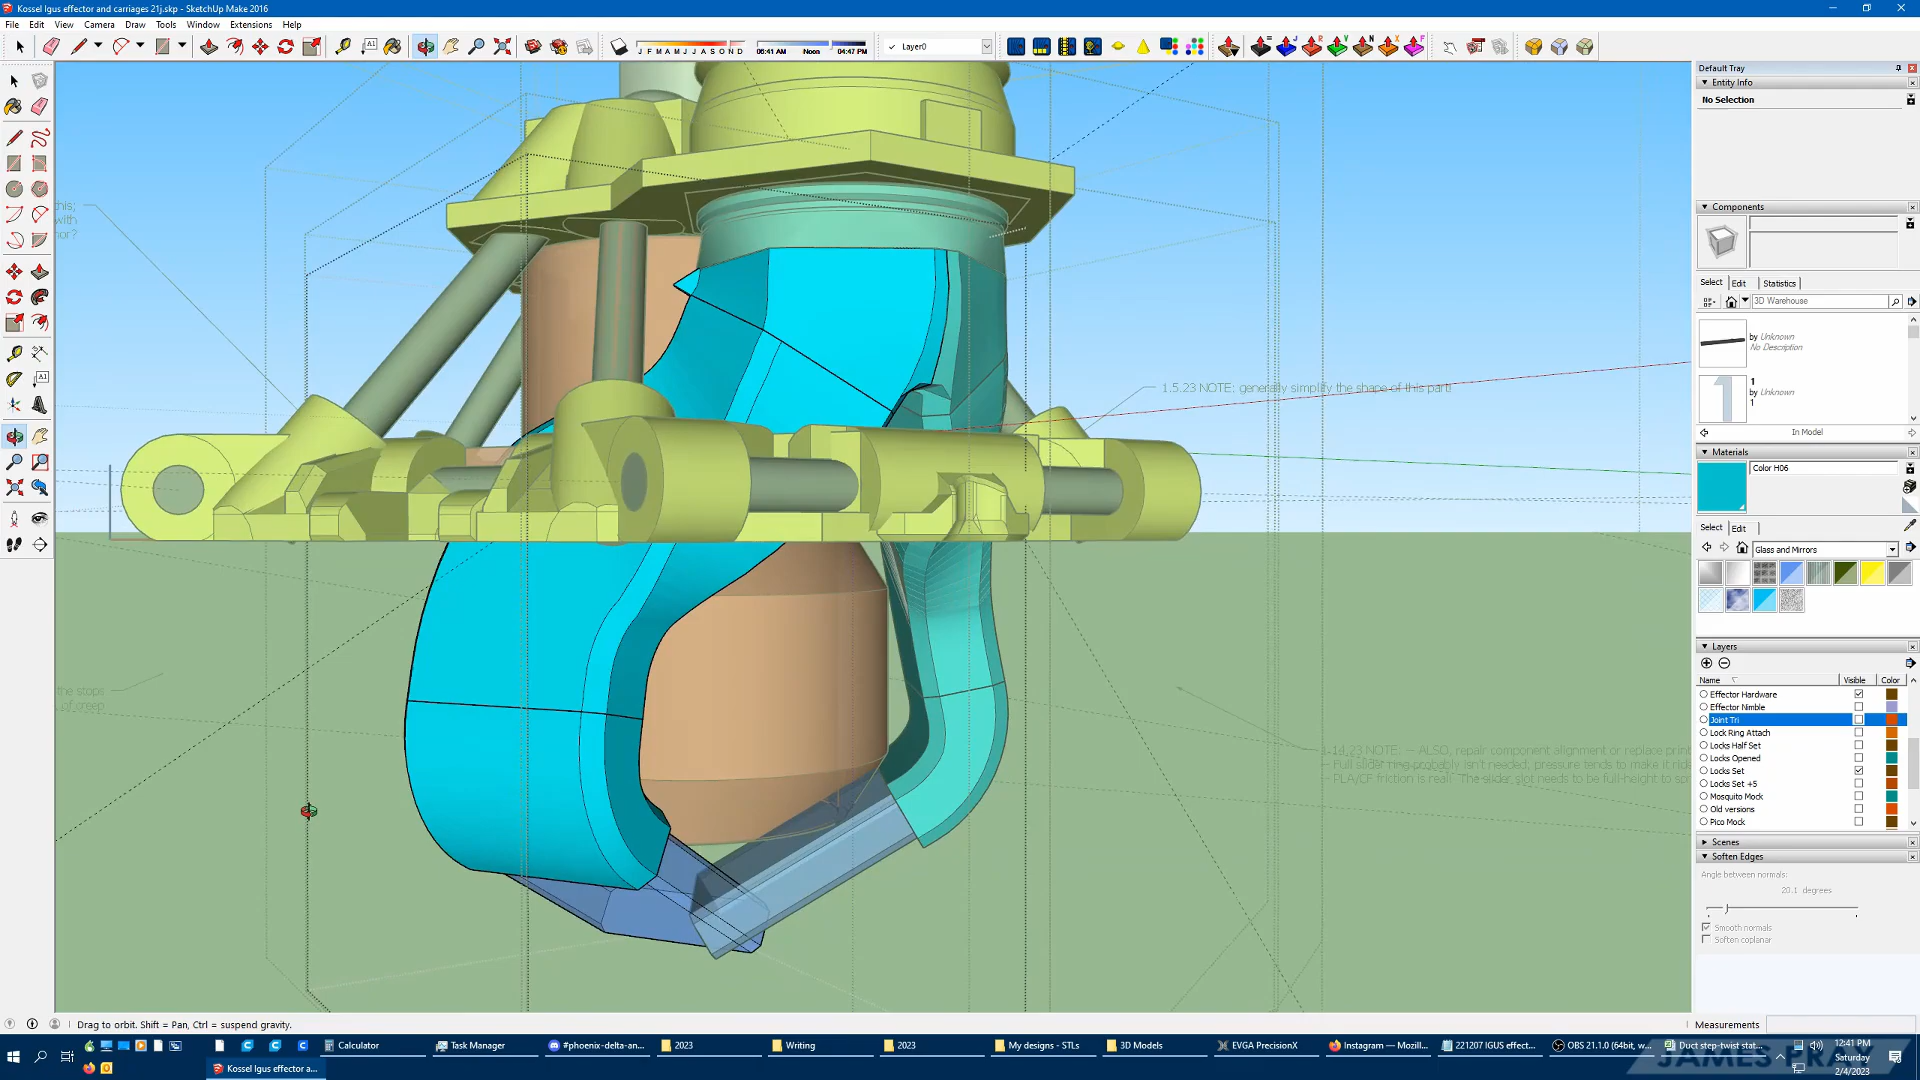 Kossel Igus effector and carriages 21j.skp - SketchUp Make 2016
File Edit View Camera Draw Tools Window Extensions Help
J F M A M J J A S O N D
06:41 AM Noon 04:47 PM
Layer0
Default Tray
Entity Info
No Selection
Components
Select Edit Statistics
3D Warehouse
by Unknown
No Description
1
by Unknown
1
In Model
Materials
Color H06
Select Edit
Glass and Mirrors
Layers
Name Visible Color
Effector Hardware
Effector Nimble
Joint Tri
Lock Ring Attach
Locks Half Set
Locks Opened
Locks Set
Locks Set +5
Mosquito Mock
Old versions
Pico Mock
Scenes
Soften Edges
Angle between normals:
20.1 degrees
Smooth normals
Soften coplanar
this;
with
nor?
1.5.23 NOTE: generally simplify the shape of this part!
the stops
of creep
1.14.23 NOTE: -- ALSO, repair component alignment or replace print
Full slider ring probably isn't needed; pressure tends to make it rid
PLA/CF friction is real! The slider slot needs to be full-height to sp
Drag to orbit. Shift = Pan, Ctrl = suspend gravity.
Measurements
Calculator
Task Manager
#phoenix-delta-an...
2023
Writing
2023
My designs - STLs
3D Models
EVGA PrecisionX
Instagram — Mozill...
221207 IGUS effect...
OBS 21.1.0 (64bit, w...
Duct step-twist stat...
12:41 PM
Saturday
2/4/2023
Kossel Igus effector a...
JAMES PRAY